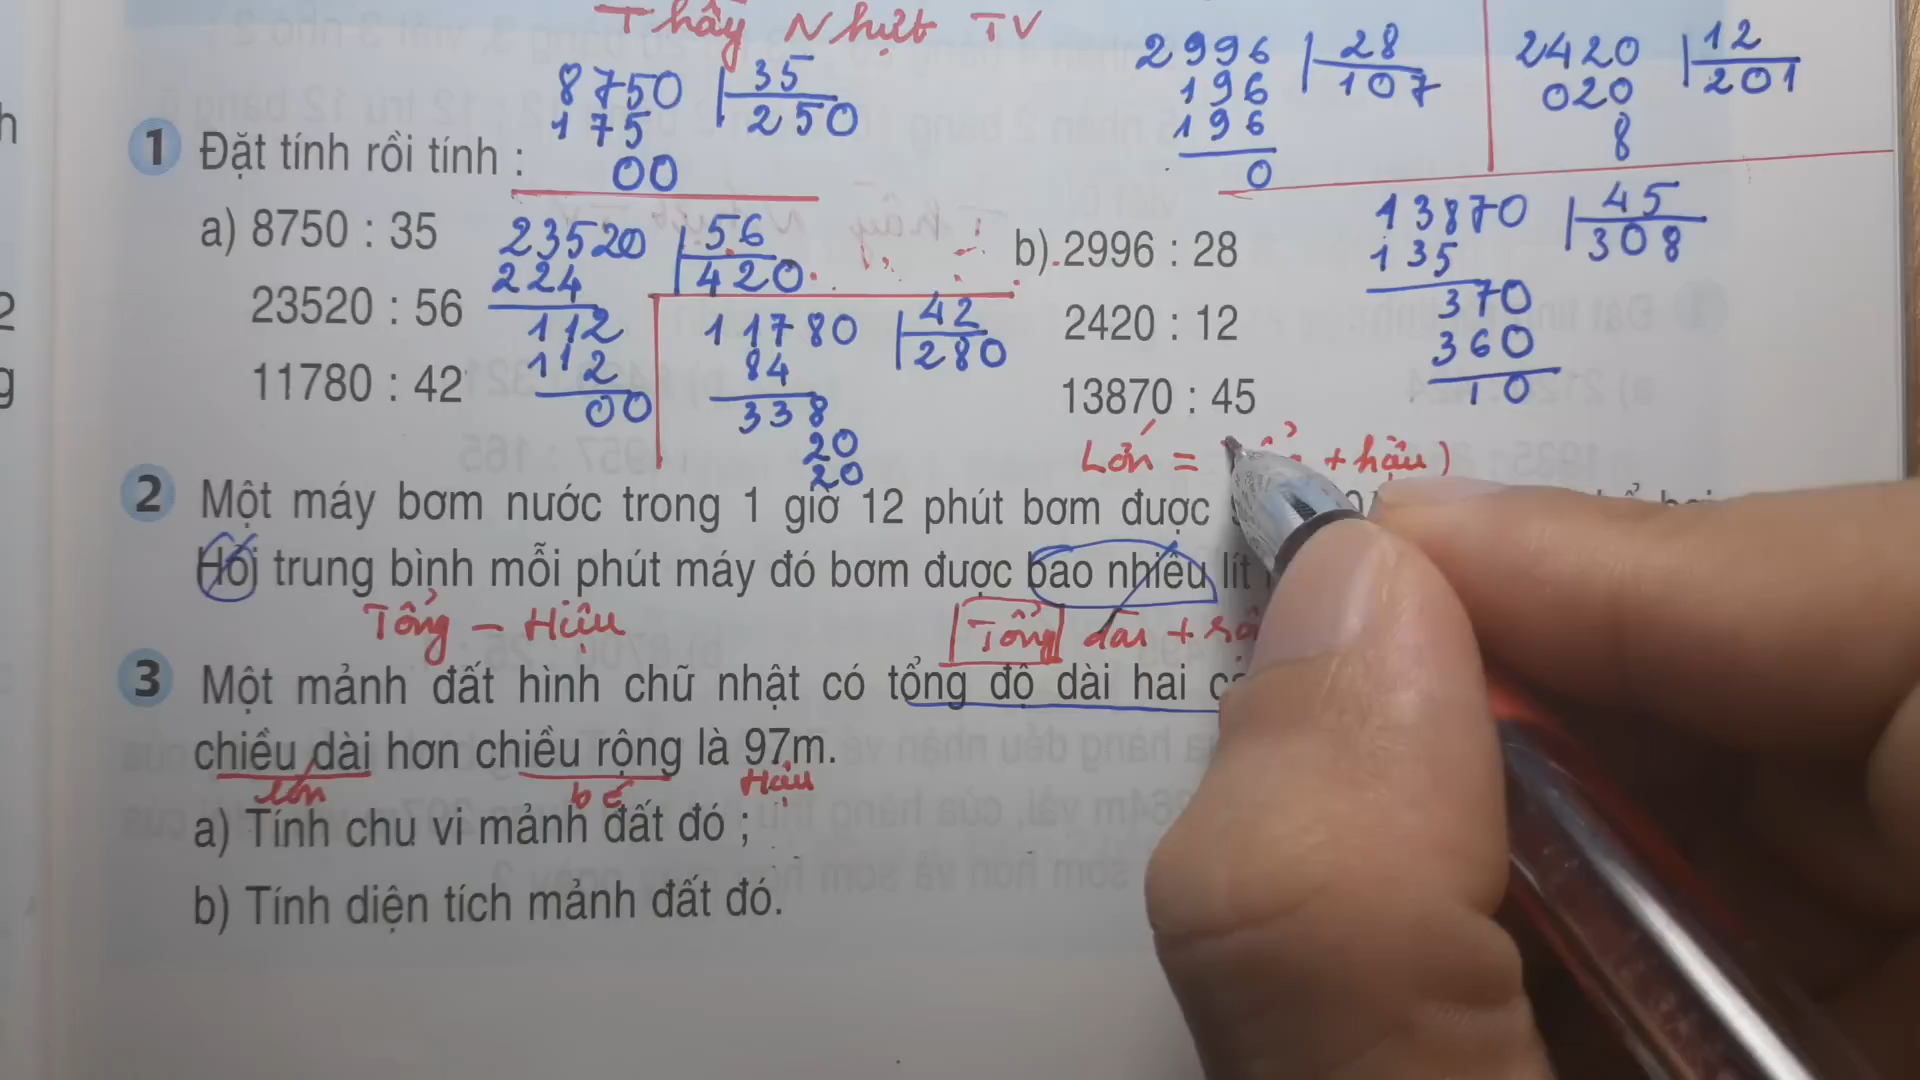 Thầy Nhựt TV
1 Đặt tính rồi tính :
8750 35
175 250
00
a) 8750 : 35
23520 : 56
11780 : 42
23520 56
224 420
112
112
00
11780 42
84 280
338
20
20
2996 28
196 107
196
0
2420 12
020 201
8
b) 2996 : 28
2420 : 12
13870 : 45
13870 45
135 308
370
360
10
Lớn = + hậu)
2 Một máy bơm nước trong 1 giờ 12 phút bơm được
Hỏi trung bình mỗi phút máy đó bơm được bao nhiêu lít
Tổng – Hiệu
Tổng dài +
3 Một mảnh đất hình chữ nhật có tổng độ dài hai
chiều dài hơn chiều rộng là 97m.
lớn bé Hiệu
a) Tính chu vi mảnh đất đó ;
b) Tính diện tích mảnh đất đó.